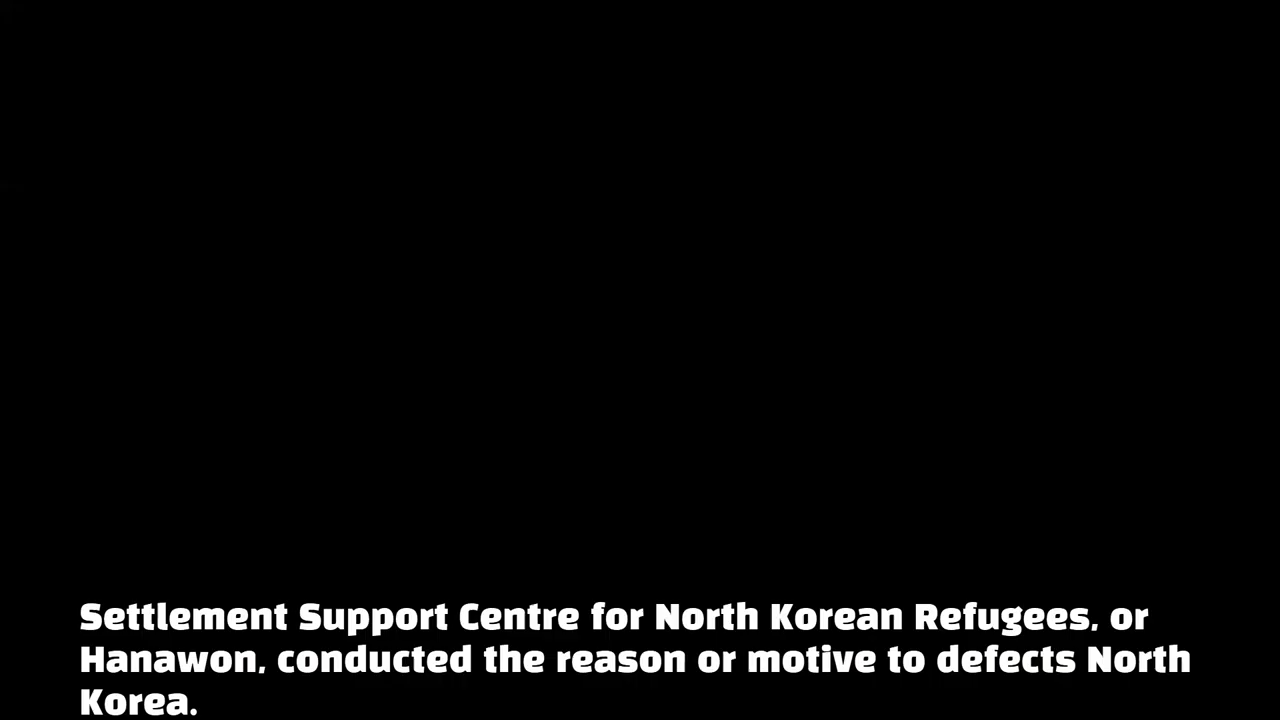 Settlement Support Centre for North Korean Refugees, or
Hanawon, conducted the reason or motive to defects North
Korea.